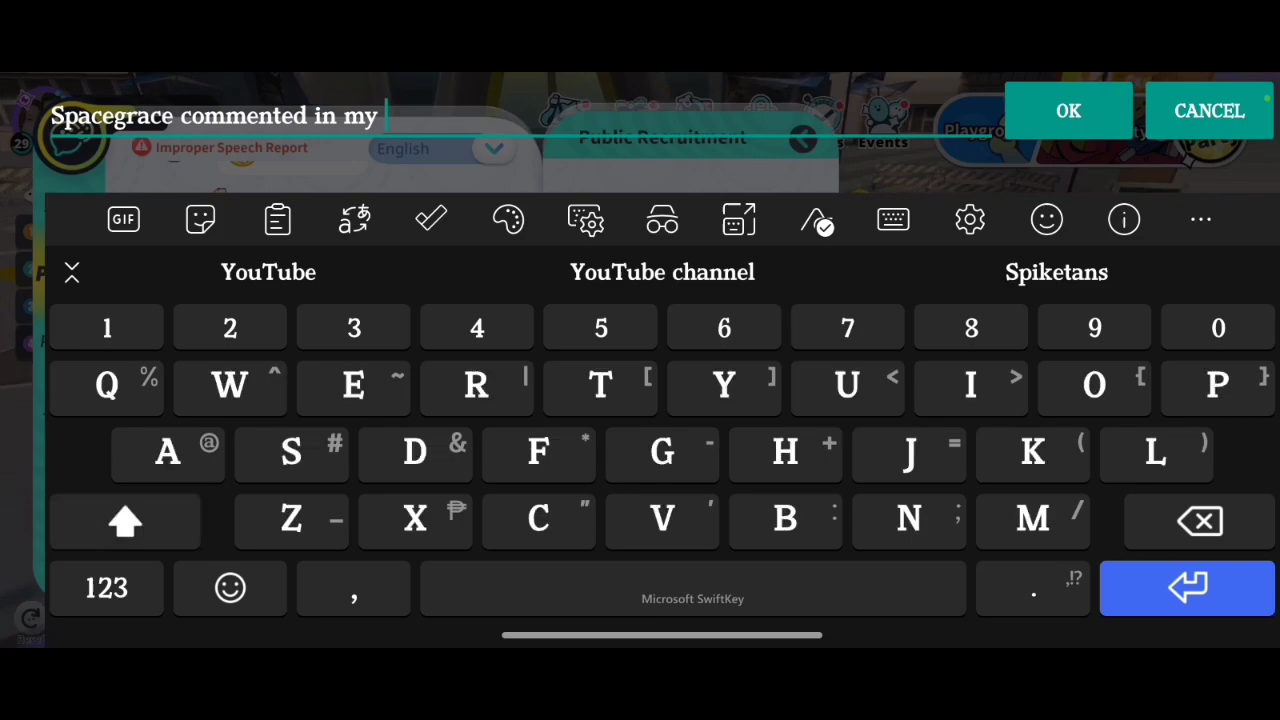 Spacegrace commented in my
OK
CANCEL
29
Improper Speech Report
English
Public Recruitment
Events
GIF
YouTube
YouTube channel
Spiketans
1 2 3 4 5 6 7 8 9 0
Q % W ^ E ~ R | T [ Y ] U < I > O { P }
A @ S # D & F * G - H + J = K ( L )
Z _ X ₱ C " V ' B : N ; M /
123 , Microsoft SwiftKey . ,!?